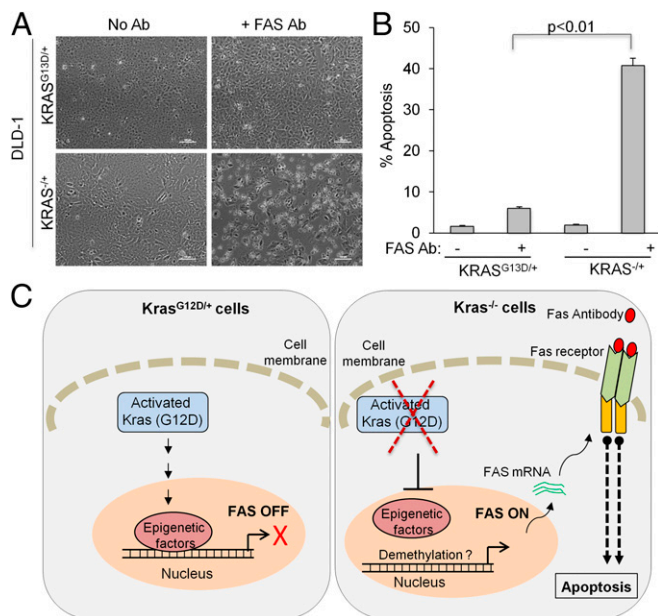 A
No Ab
+ FAS Ab
DLD-1
KRASG13D/+
KRAS-/+
B
p<0.01
% Apoptosis
50
40
30
20
10
0
FAS Ab: - + - +
KRASG13D/+ KRAS-/+
C
KrasG12D/+ cells
Cell
membrane
Activated
Kras (G12D)
FAS OFF
X
Epigenetic
factors
Nucleus
Kras-/- cells
Fas Antibody
Cell
membrane
Fas receptor
Activated
Kras (G12D)
FAS mRNA
Epigenetic
factors
FAS ON
Demethylation ?
Nucleus
Apoptosis